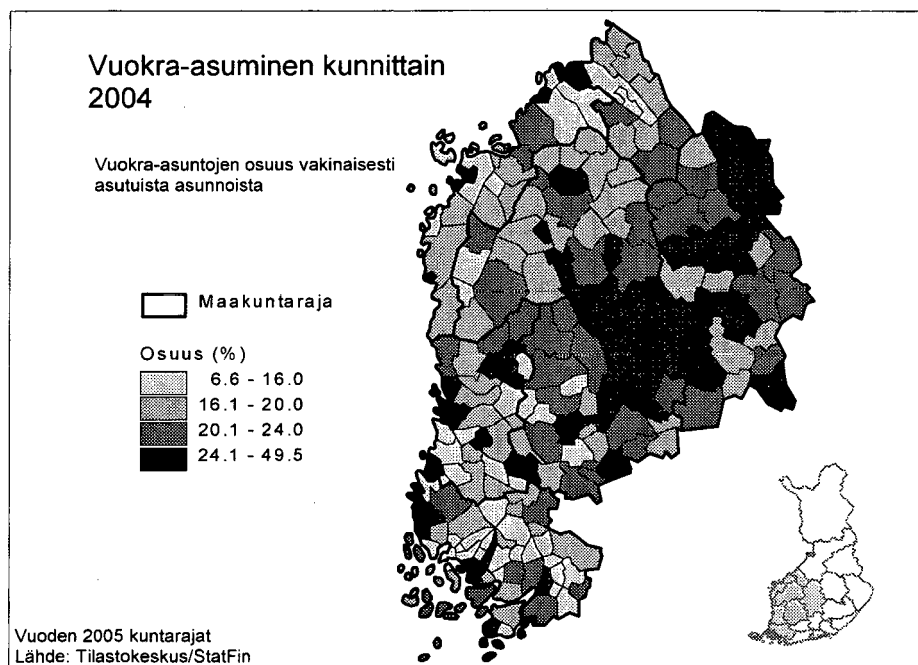 Vuokra-asuminen kunnittain
2004
Vuokra-asuntojen osuus vakinaisesti
asutuista asunnoista
Maakuntaraja
Osuus (%)
6.6 - 16.0
16.1 - 20.0
20.1 - 24.0
24.1 - 49.5
Vuoden 2005 kuntarajat
Lähde: Tilastokeskus/StatFin